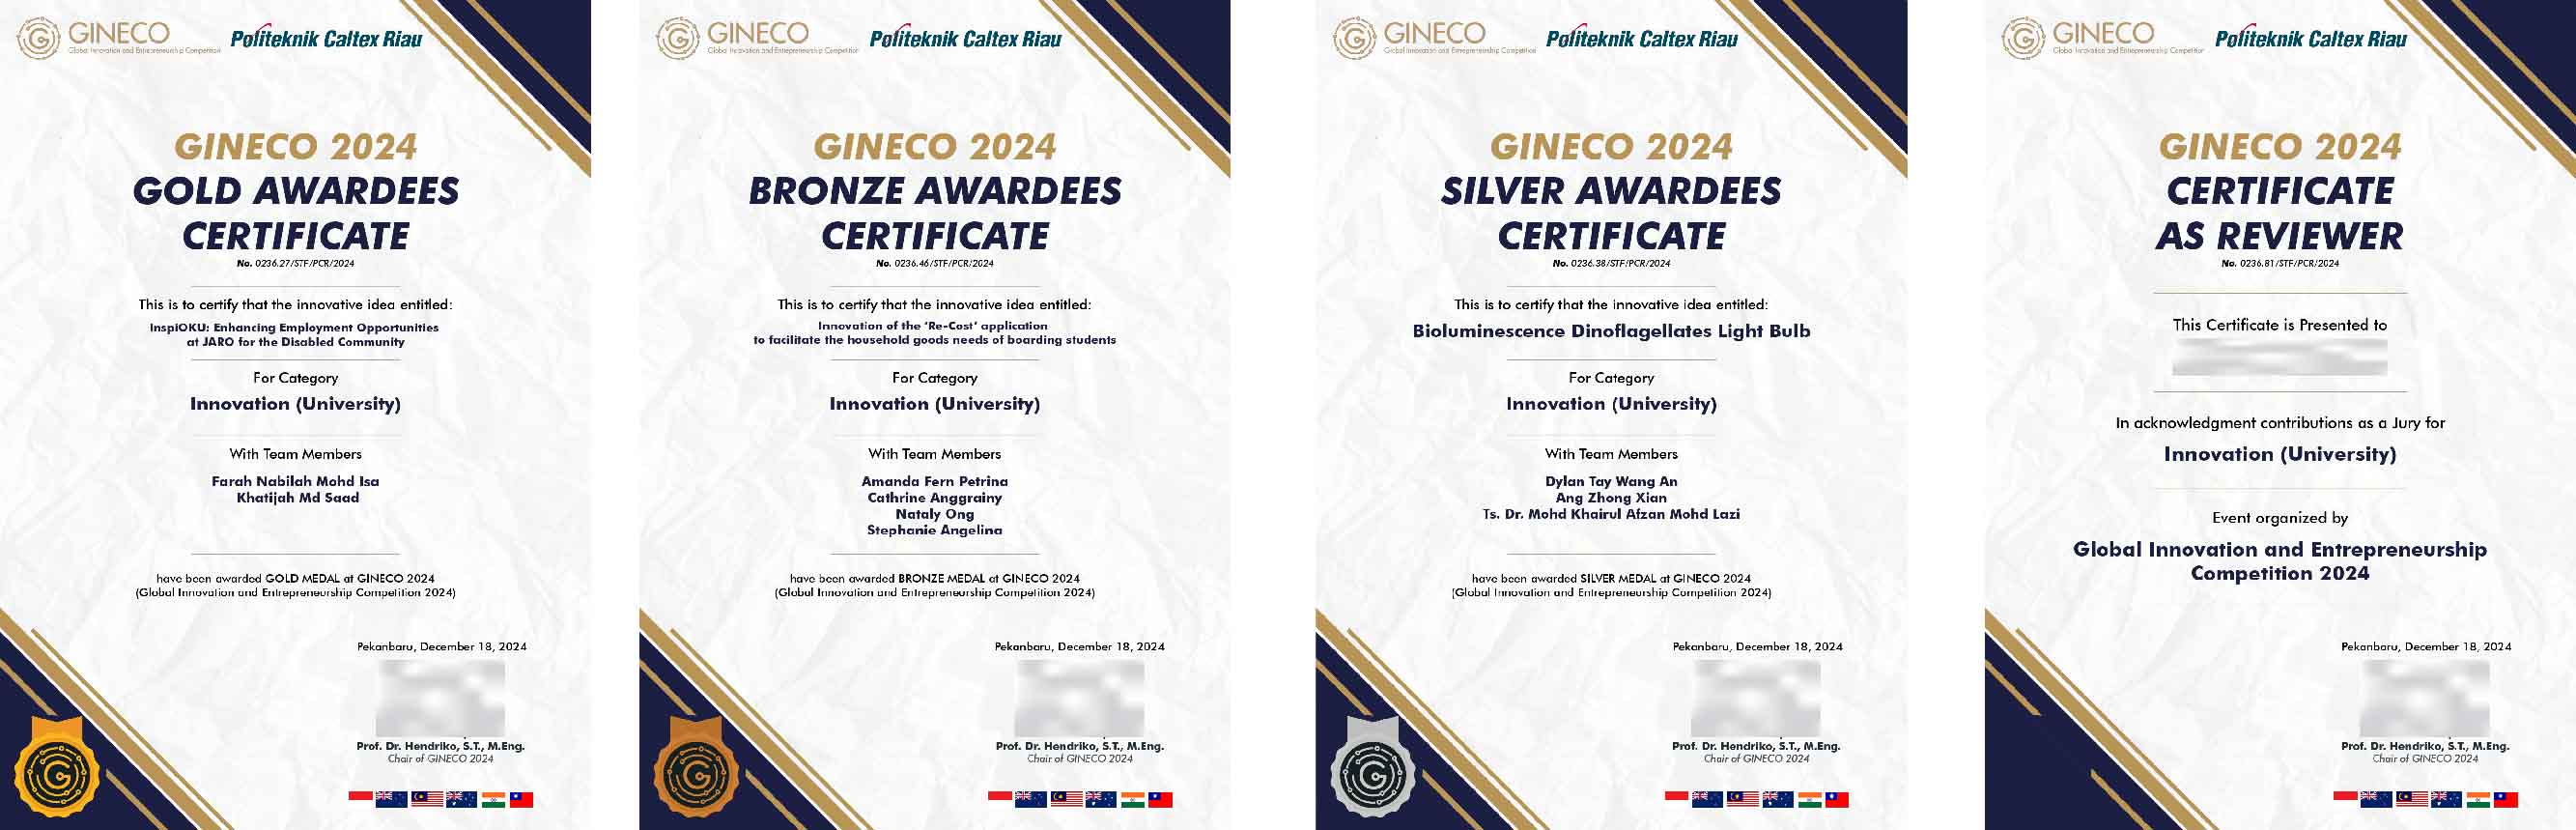 GINECO
Global Innovation and Entrepreneurship Competition
Politeknik Caltex Riau
GINECO 2024
GOLD AWARDEES
CERTIFICATE
No. 0236.27/STF/PCR/2024
This is to certify that the innovative idea entitled:
InspiOKU: Enhancing Employment Opportunities
at JARO for the Disabled Community
For Category
Innovation (University)
With Team Members
Farah Nabilah Mohd Isa
Khatijah Md Saad
have been awarded GOLD MEDAL at GINECO 2024
(Global Innovation and Entrepreneurship Competition 2024)
Pekanbaru, December 18, 2024
Prof. Dr. Hendriko, S.T., M.Eng.
Chair of GINECO 2024
GINECO
Global Innovation and Entrepreneurship Competition
Politeknik Caltex Riau
GINECO 2024
BRONZE AWARDEES
CERTIFICATE
No. 0236.46/STF/PCR/2024
This is to certify that the innovative idea entitled:
Innovation of the ‘Re-Cost’ application
to facilitate the household goods needs of boarding students
For Category
Innovation (University)
With Team Members
Amanda Fern Petrina
Cathrine Anggrainy
Nataly Ong
Stephanie Angelina
have been awarded BRONZE MEDAL at GINECO 2024
(Global Innovation and Entrepreneurship Competition 2024)
Pekanbaru, December 18, 2024
Prof. Dr. Hendriko, S.T., M.Eng.
Chair of GINECO 2024
GINECO
Global Innovation and Entrepreneurship Competition
Politeknik Caltex Riau
GINECO 2024
SILVER AWARDEES
CERTIFICATE
No. 0236.38/STF/PCR/2024
This is to certify that the innovative idea entitled:
Bioluminescence Dinoflagellates Light Bulb
For Category
Innovation (University)
With Team Members
Dylan Tay Wang An
Ang Zhong Xian
Ts. Dr. Mohd Khairul Afzan Mohd Lazi
have been awarded SILVER MEDAL at GINECO 2024
(Global Innovation and Entrepreneurship Competition 2024)
Pekanbaru, December 18, 2024
Prof. Dr. Hendriko, S.T., M.Eng.
Chair of GINECO 2024
GINECO
Global Innovation and Entrepreneurship Competition
Politeknik Caltex Riau
GINECO 2024
CERTIFICATE
AS REVIEWER
No. 0236.81/STF/PCR/2024
This Certificate is Presented to
In acknowledgment contributions as a Jury for
Innovation (University)
Event organized by
Global Innovation and Entrepreneurship
Competition 2024
Pekanbaru, December 18, 2024
Prof. Dr. Hendriko, S.T., M.Eng.
Chair of GINECO 2024